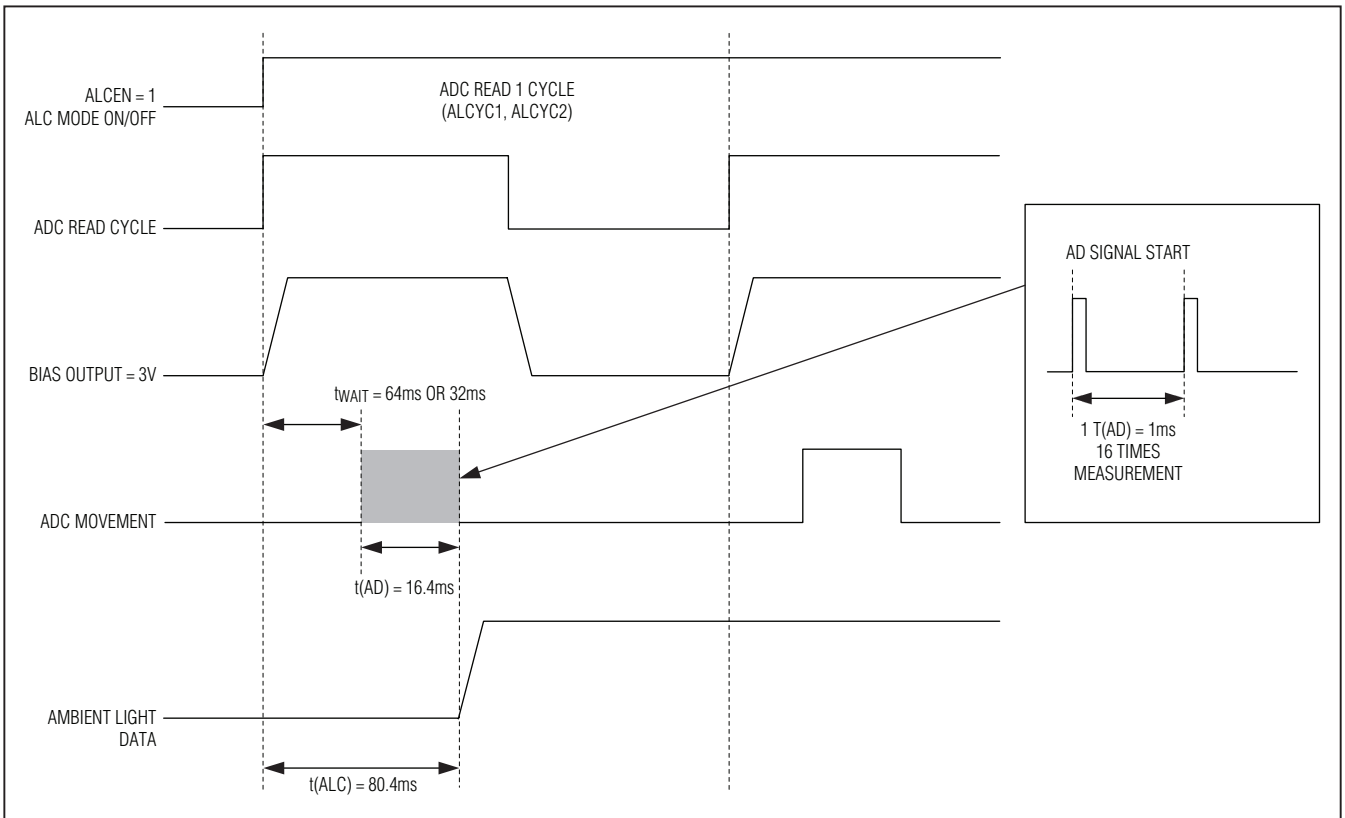 ALCEN = 1
ALC MODE ON/OFF
ADC READ 1 CYCLE
(ALCYC1, ALCYC2)
ADC READ CYCLE
AD SIGNAL START
BIAS OUTPUT = 3V
tWAIT = 64ms OR 32ms
1 T(AD) = 1ms
16 TIMES
MEASUREMENT
ADC MOVEMENT
t(AD) = 16.4ms
AMBIENT LIGHT
DATA
t(ALC) = 80.4ms